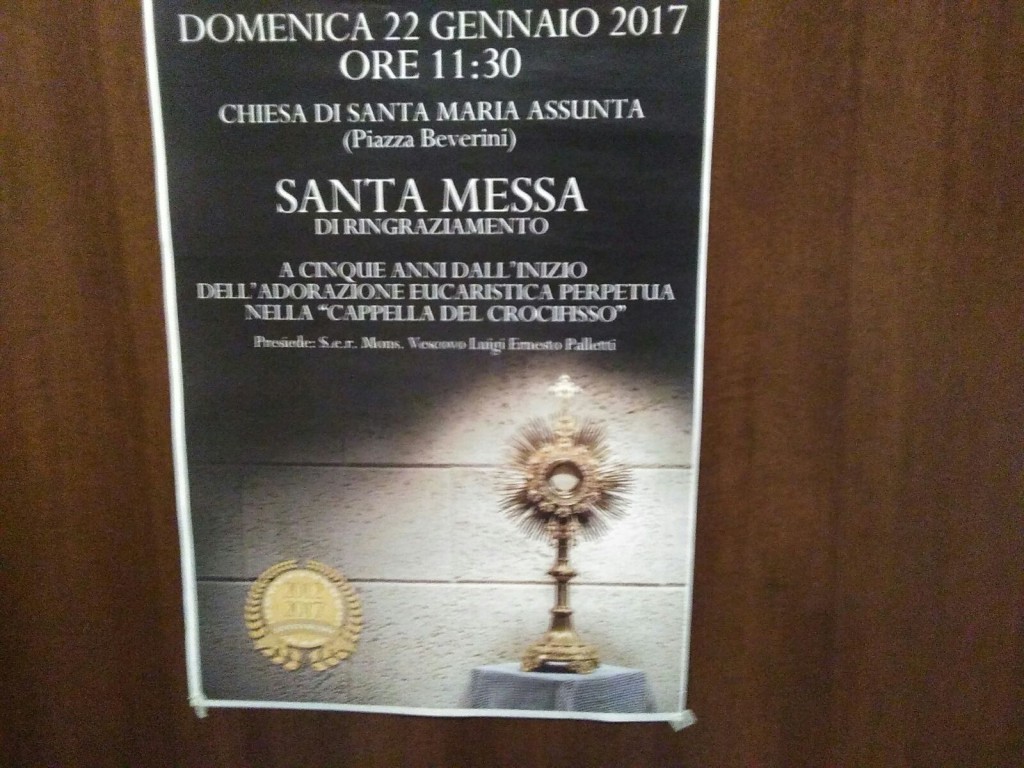 DOMENICA 22 GENNAIO 2017
ORE 11:30
CHIESA DI SANTA MARIA ASSUNTA
(Piazza Beverini)
SANTA MESSA
DI RINGRAZIAMENTO
A CINQUE ANNI DALL'INIZIO
DELL'ADORAZIONE EUCARISTICA PERPETUA
NELLA "CAPPELLA DEL CROCIFISSO"
Presiede: S.e.r. Mons. Vescovo Luigi Ernesto Palletti
2017